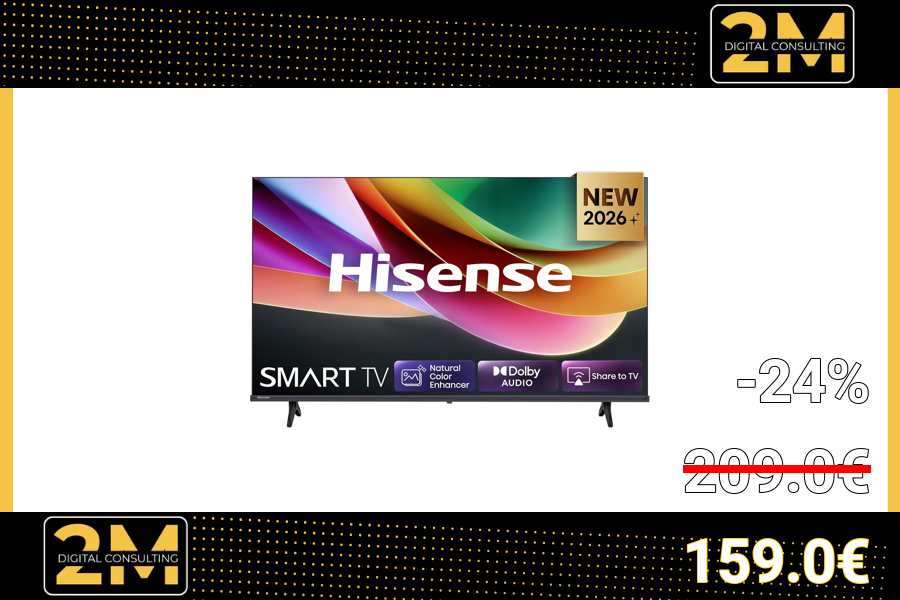 2M
DIGITAL CONSULTING
NEW
2026
Hisense
SMART TV
Natural
Color
Enhancer
Dolby
AUDIO
Share to TV
Hisense
-24%
209.0€
2M
DIGITAL CONSULTING
159.0€